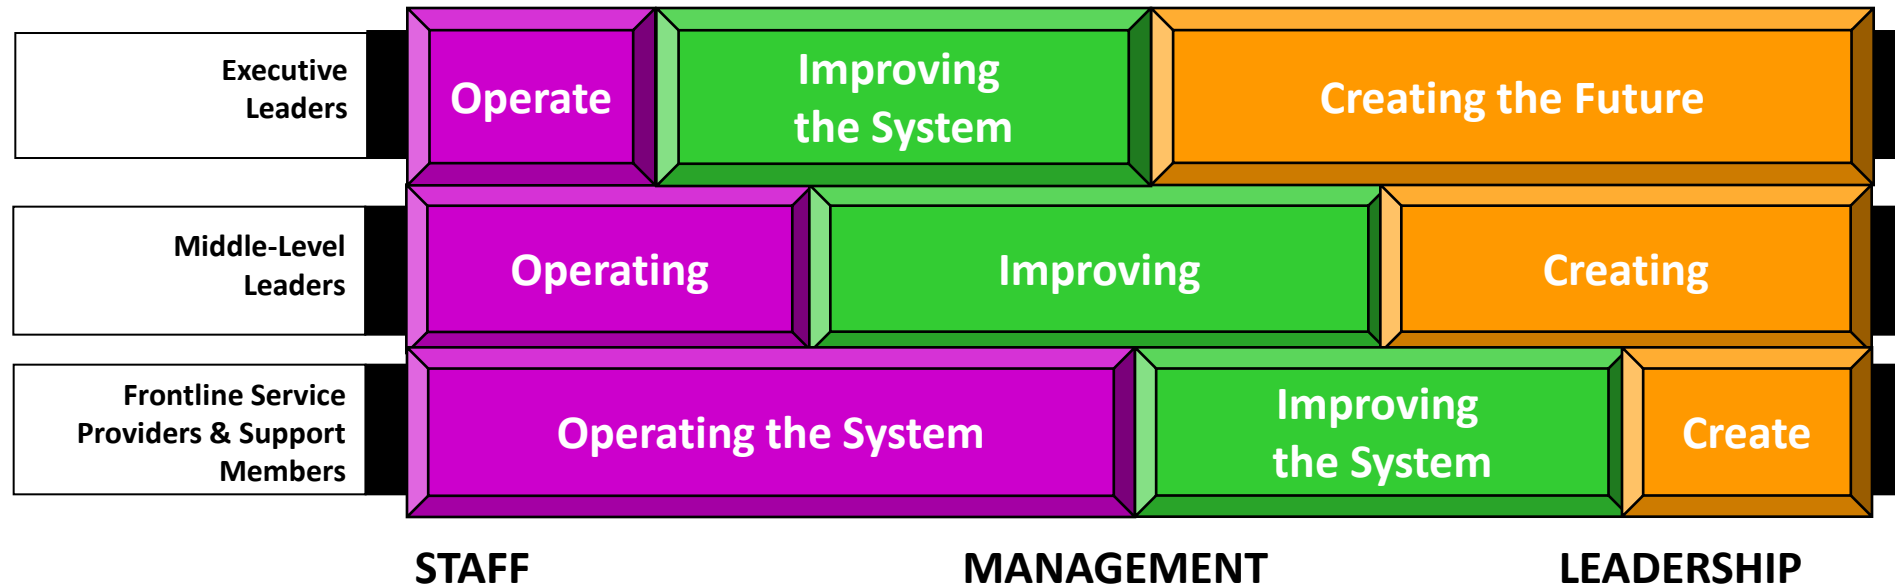 Executive
Leaders
Operate
Improving
the System
Creating the Future
Middle-Level
Leaders
Operating
Improving
Creating
Frontline Service
Providers & Support
Members
Operating the System
Improving
the System
Create
STAFF
MANAGEMENT
LEADERSHIP